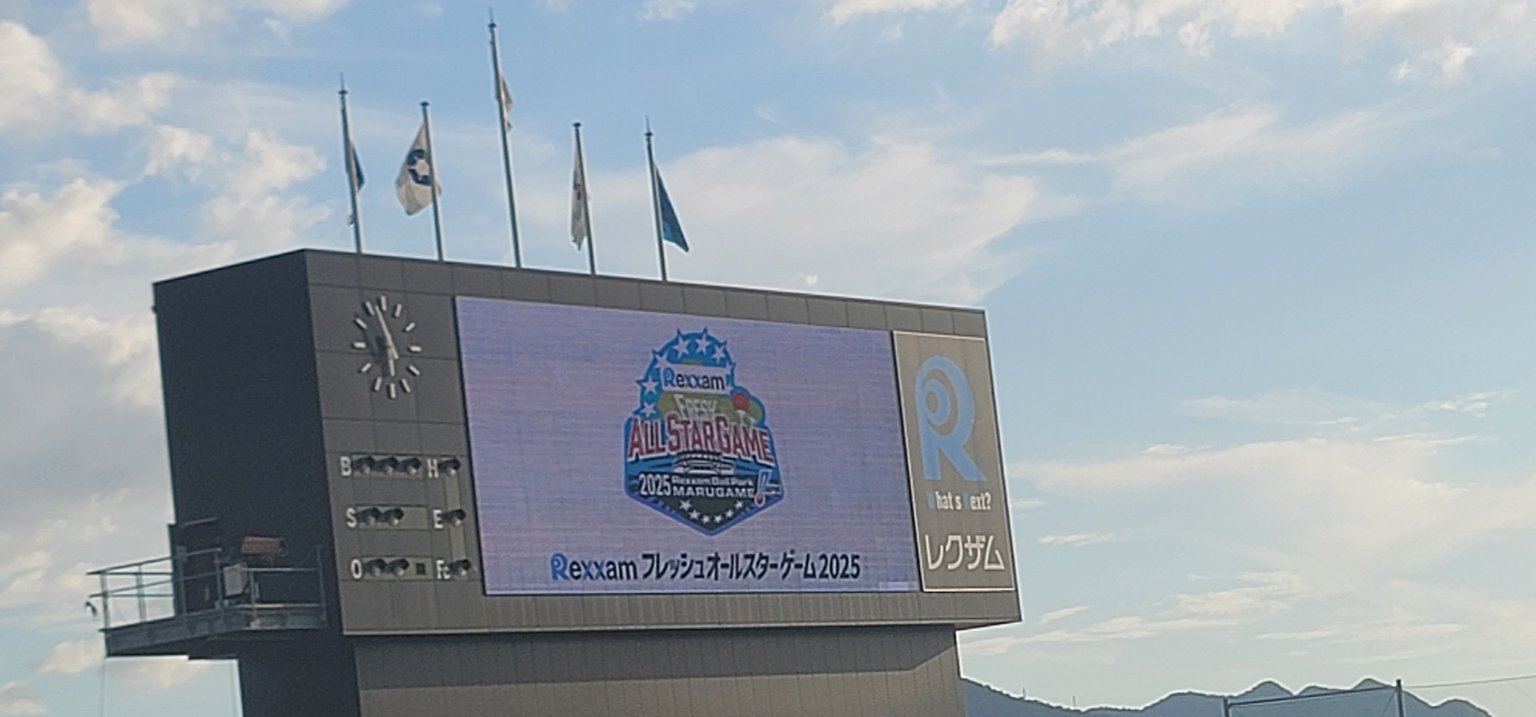 Rexxam
FRESH
ALL STAR GAME
2025 Rexxam Ball Park
MARUGAME
Rexxam フレッシュオールスターゲーム2025
B
H
S
E
O
Fc
R
What's Next?
レクザム